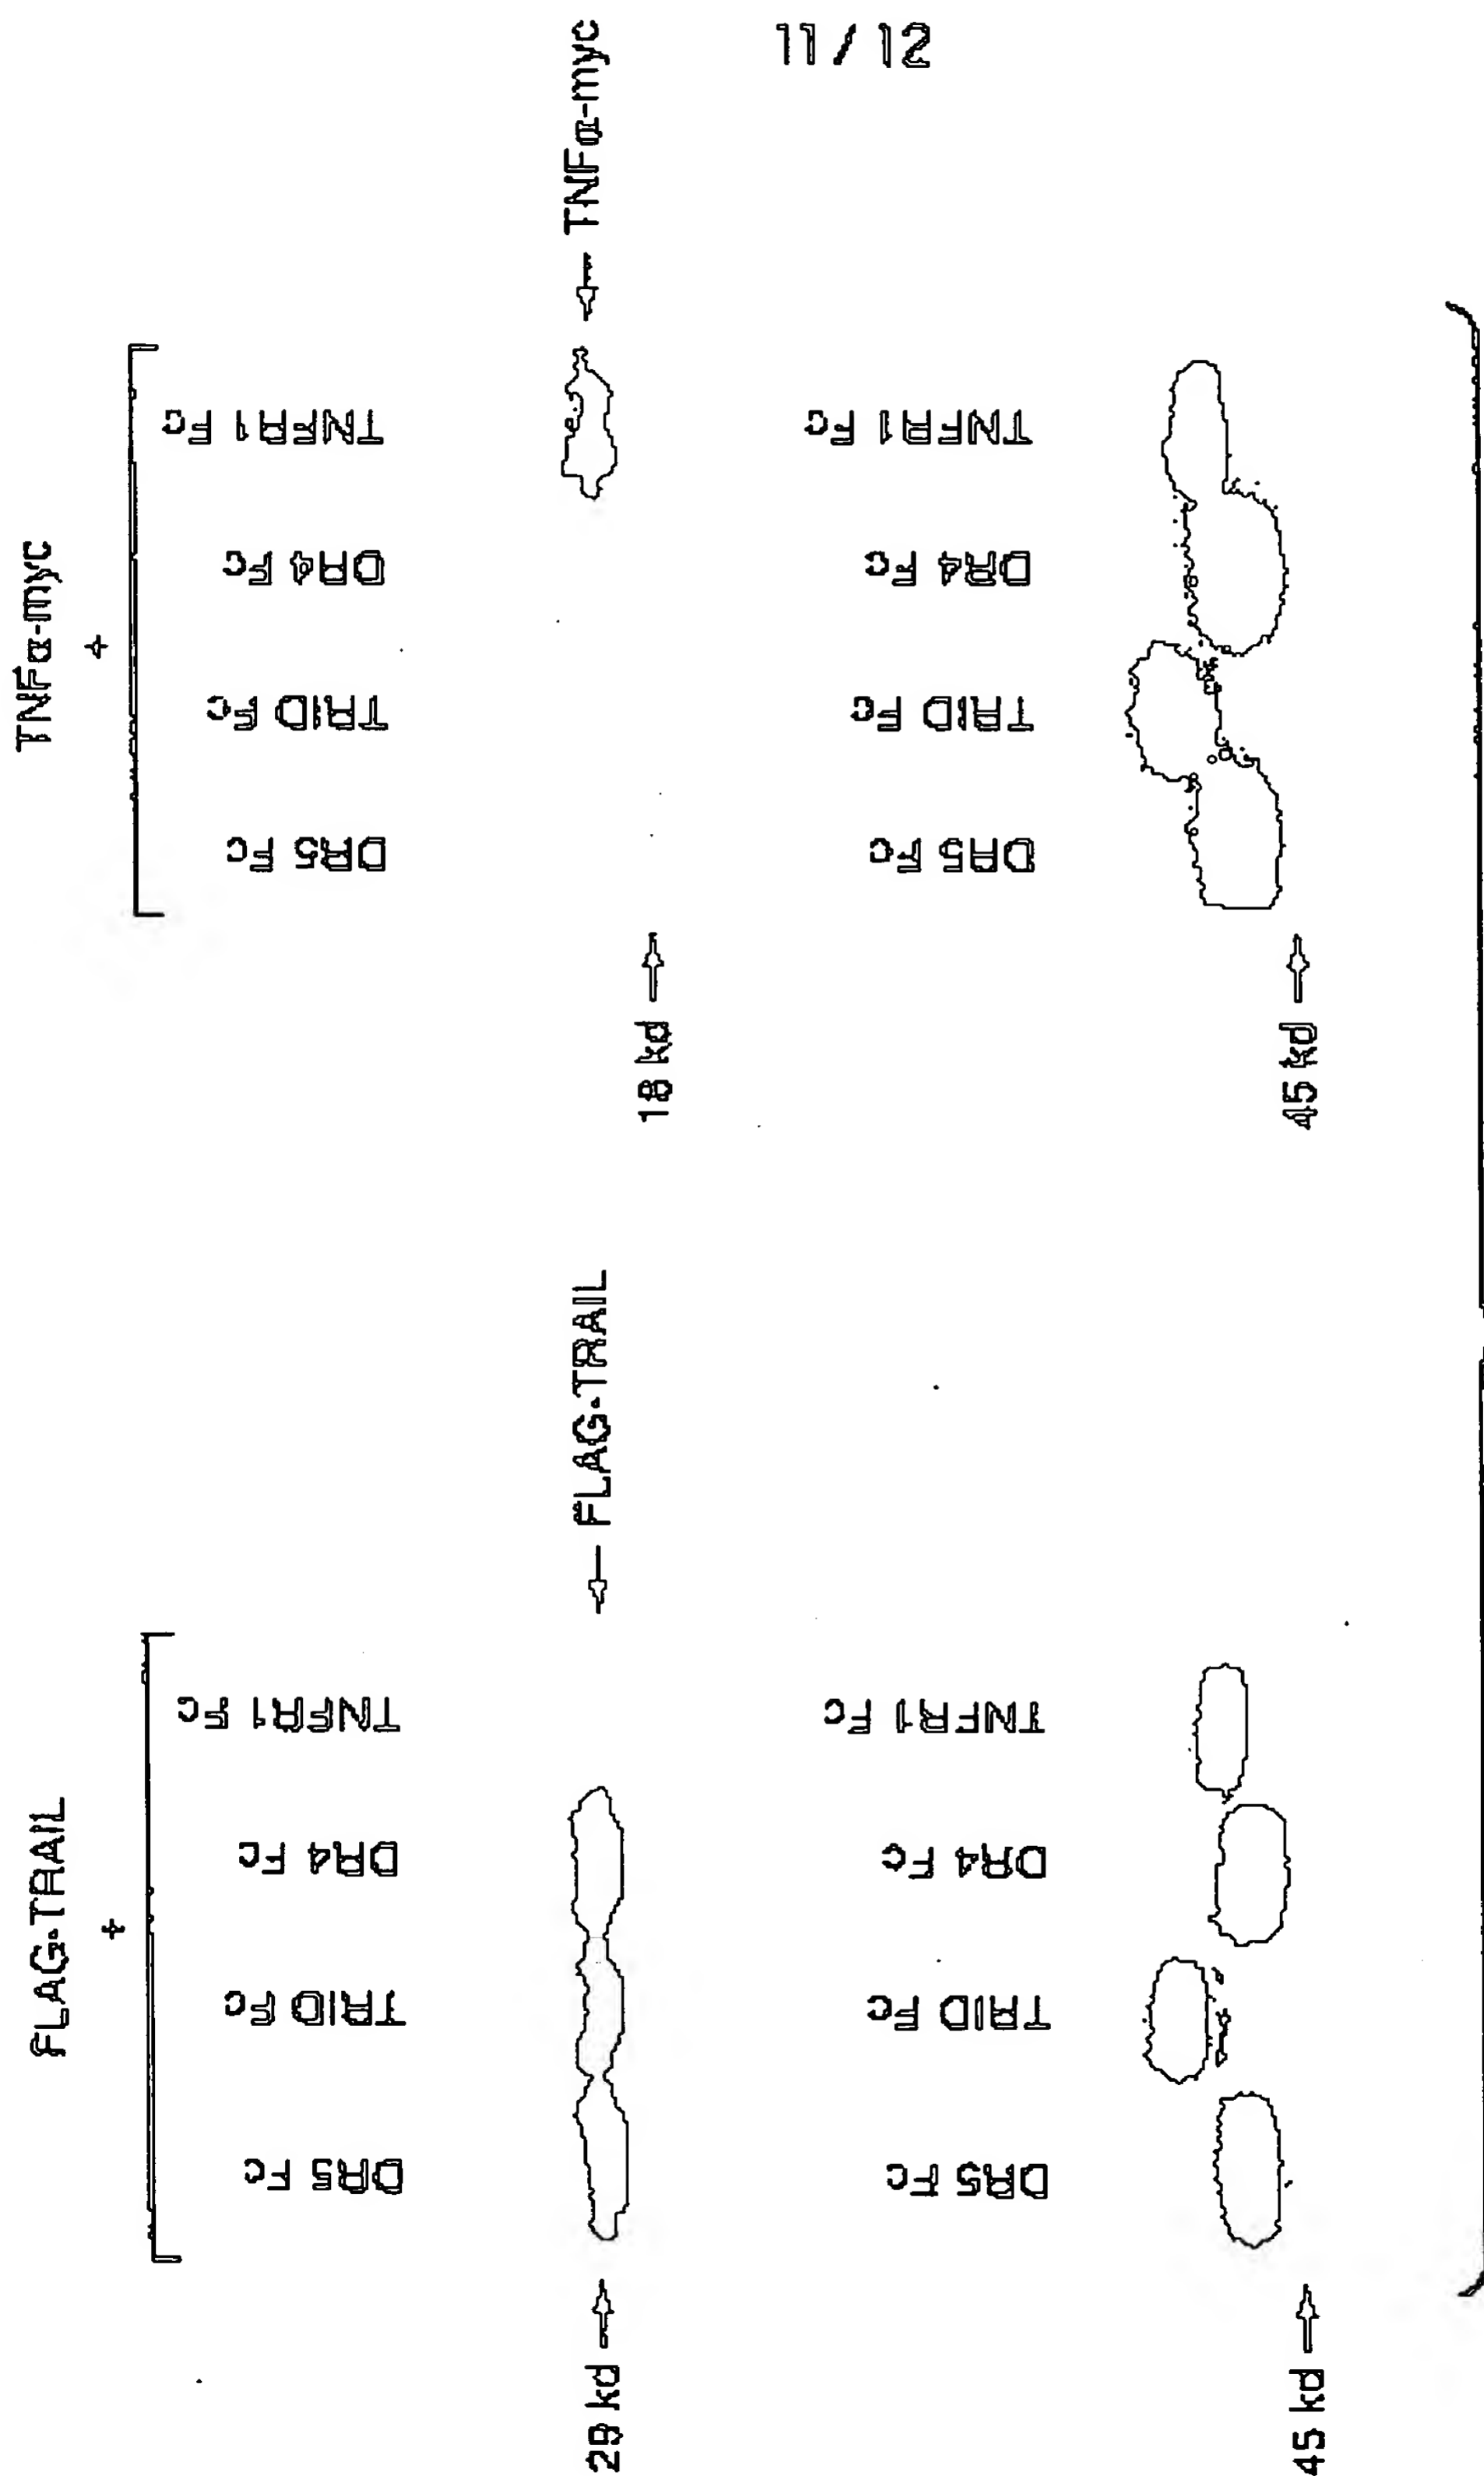 11/12
FLAG-TRAIL
+
DR5 Fc
TRID Fc
DR4 Fc
TNFR1 Fc
29 kd →
← FLAG-TRAIL
DR5 Fc
TRID Fc
DR4 Fc
TNFR1 Fc
45 kd →
TNFα-myc
+
DR5 Fc
TRID Fc
DR4 Fc
TNFR1 Fc
18 kd →
← TNFα-myc
DR5 Fc
TRID Fc
DR4 Fc
TNFR1 Fc
45 kd →